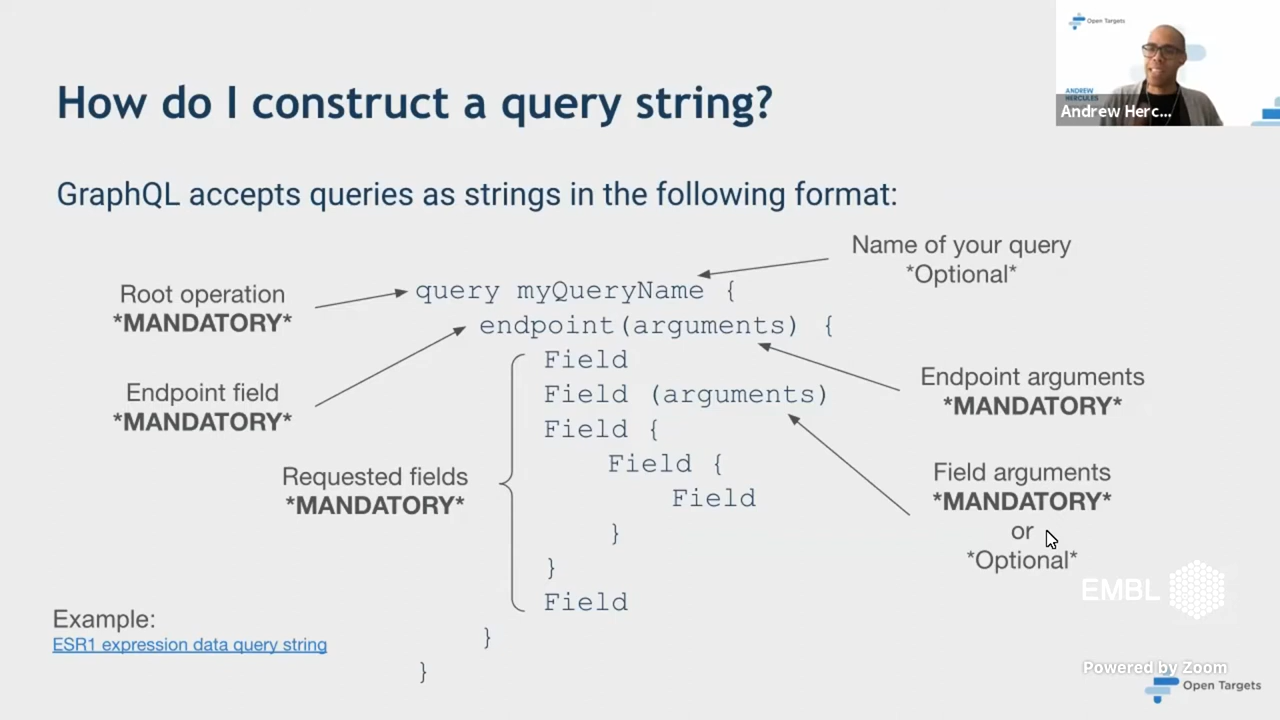 Open Targets
ANDREW
HERCULES
Andrew Herc...
How do I construct a query string?
GraphQL accepts queries as strings in the following format:
Name of your query
*Optional*
Root operation
*MANDATORY*
query myQueryName {
endpoint(arguments) {
Field
Field (arguments)
Field {
Field {
Field
}
}
Field
}
}
Endpoint field
*MANDATORY*
Endpoint arguments
*MANDATORY*
Requested fields
*MANDATORY*
Field arguments
*MANDATORY*
or
*Optional*
EMBL
Example:
ESR1 expression data query string
Powered by Zoom
Open Targets